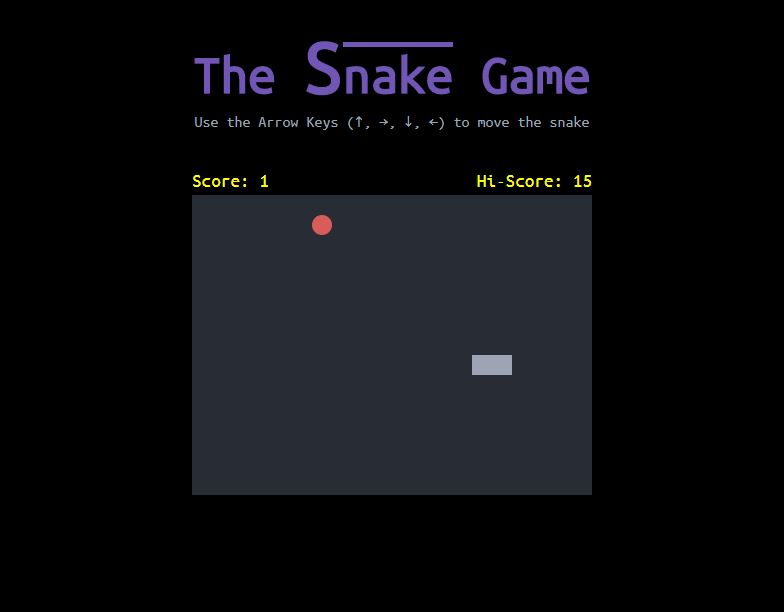 The Snake Game
Use the Arrow Keys (↑, →, ↓, ←) to move the snake
Score: 1 Hi-Score: 15